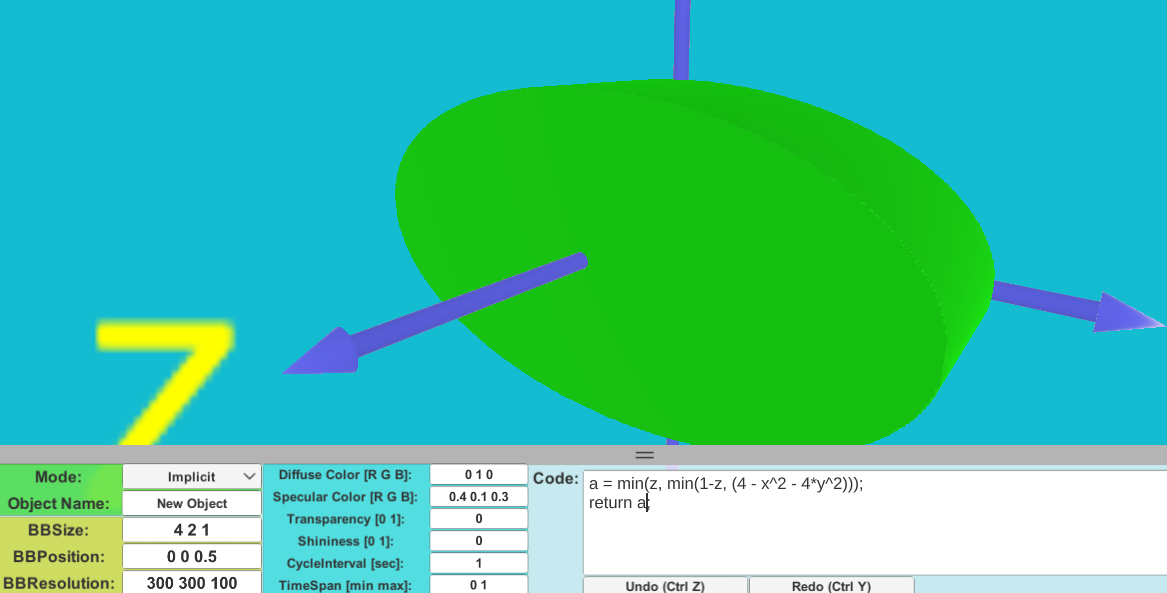 Z
Mode: Implicit
Object Name: New Object
BBSize: 4 2 1
BBPosition: 0 0 0.5
BBResolution: 300 300 100
Diffuse Color [R G B]: 0 1 0
Specular Color [R G B]: 0.4 0.1 0.3
Transparency [0 1]: 0
Shininess [0 1]: 0
CycleInterval [sec]: 1
TimeSpan [min max]: 0 1
Code:
a = min(z, min(1-z, (4 - x^2 - 4*y^2)));
return a;
Undo (Ctrl Z)
Redo (Ctrl Y)